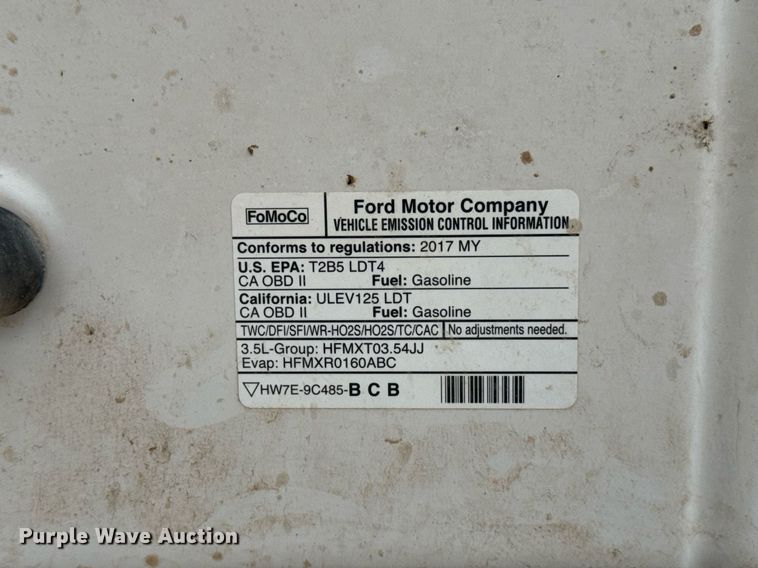 FoMoCo
Ford Motor Company
VEHICLE EMISSION CONTROL INFORMATION
Conforms to regulations: 2017 MY
U.S. EPA: T2B5 LDT4
CA OBD II Fuel: Gasoline
California: ULEV125 LDT
CA OBD II Fuel: Gasoline
TWC/DFI/SFI/WR-HO2S/HO2S/TC/CAC No adjustments needed.
3.5L-Group: HFMXT03.54JJ
Evap: HFMXR0160ABC
▽HW7E-9C485-B C B
Purple Wave Auction